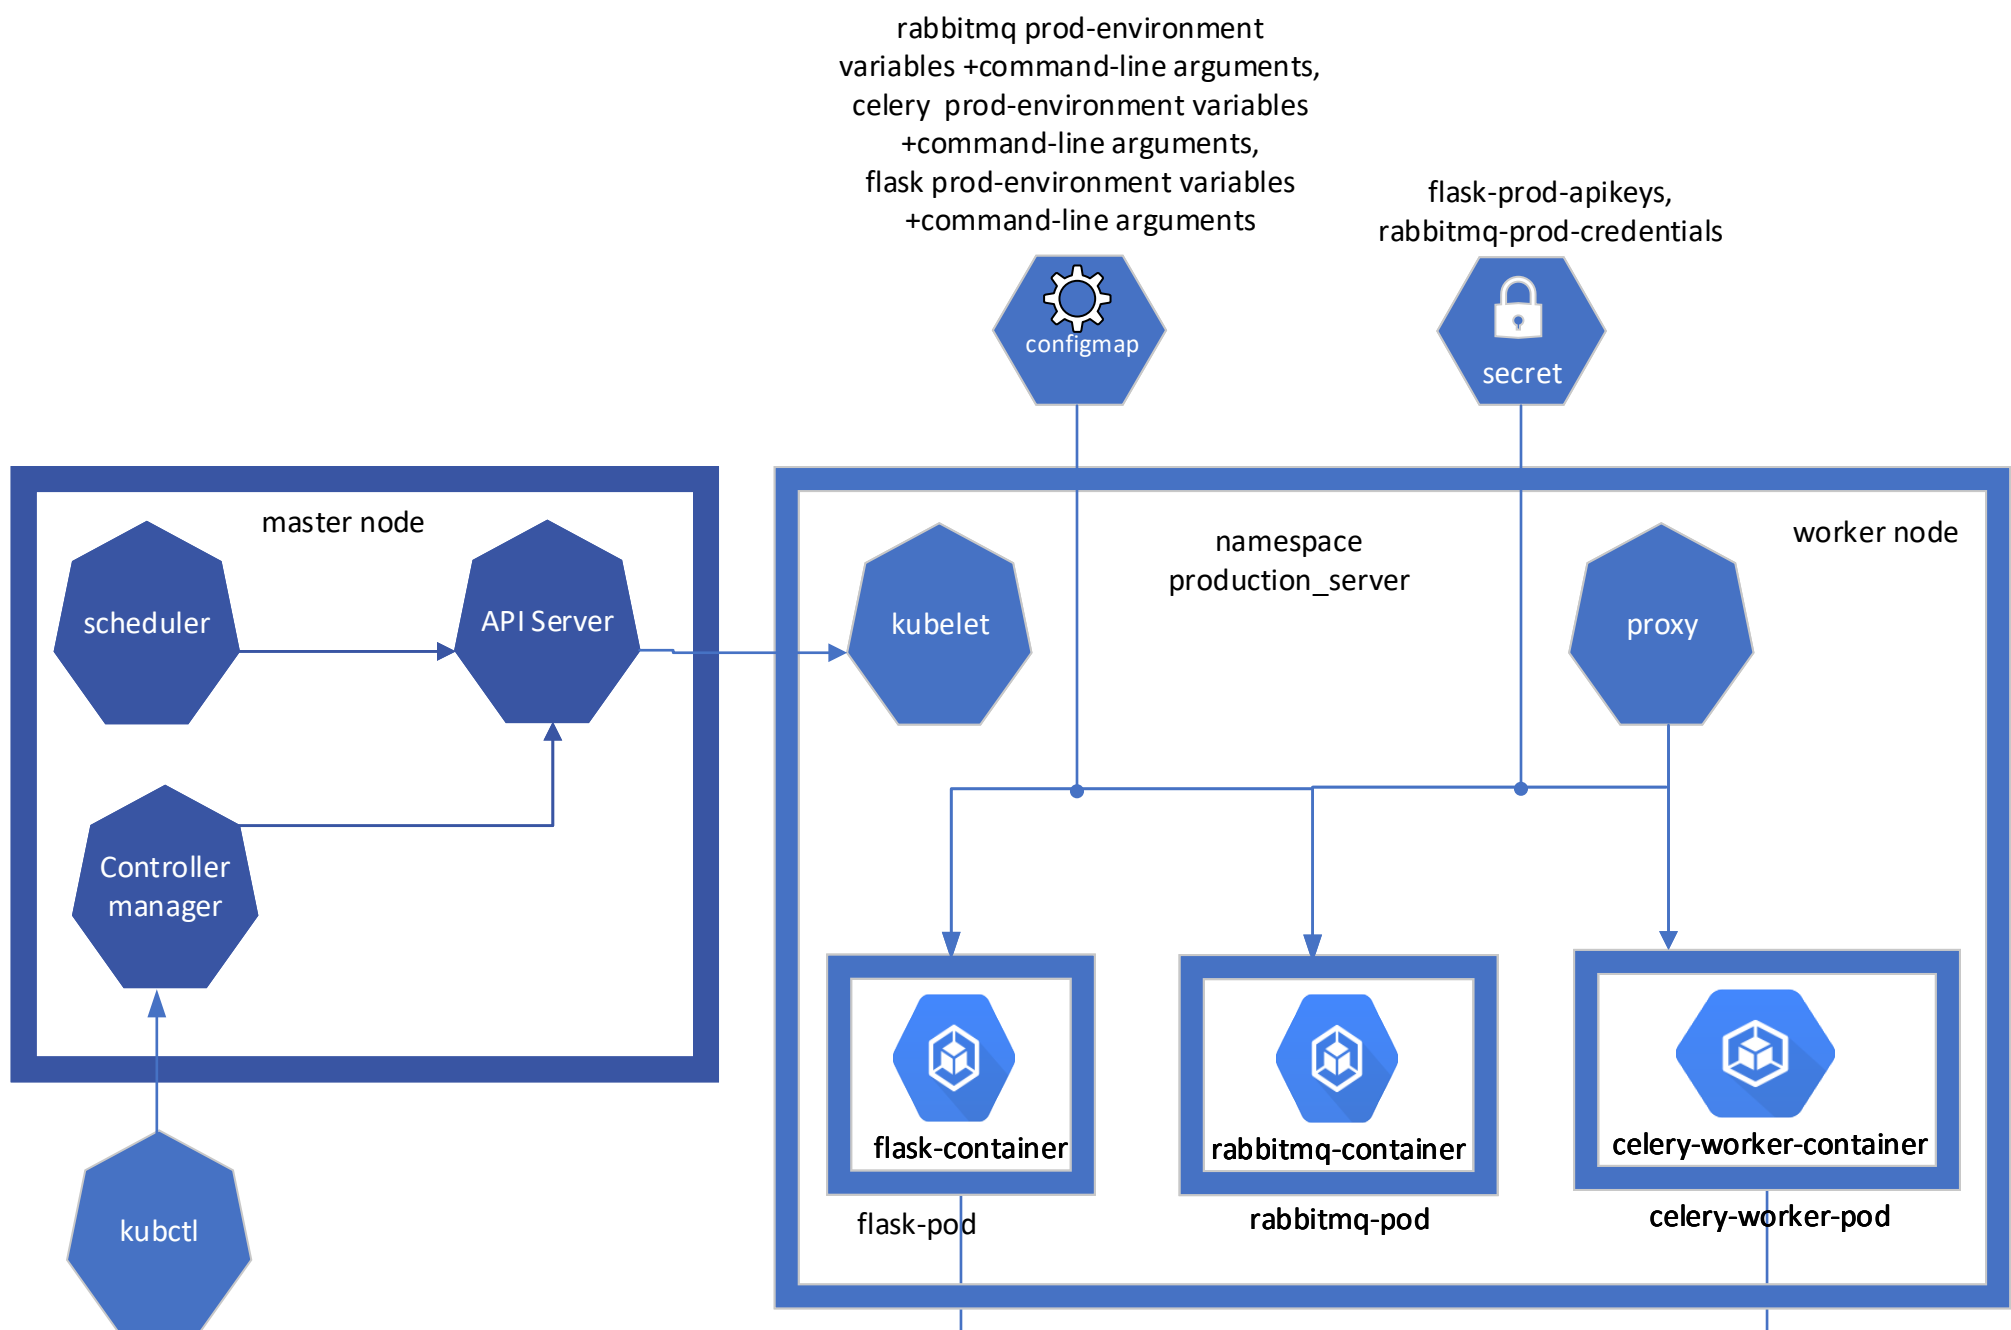 rabbitmq prod-environment
variables +command-line arguments,
celery  prod-environment variables
+command-line arguments,
flask prod-environment variables
+command-line arguments
flask-prod-apikeys,
rabbitmq-prod-credentials
configmap
secret
master node
scheduler
API Server
Controller
manager
kubctl
namespace
production_server
worker node
kubelet
proxy
flask-container
rabbitmq-container
celery-worker-container
flask-pod
rabbitmq-pod
celery-worker-pod